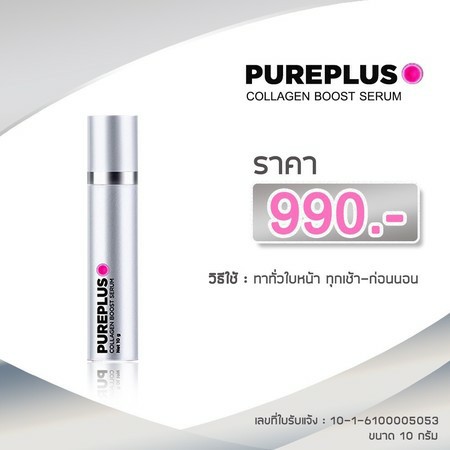 PUREPLUS
COLLAGEN BOOST SERUM
ราคา
990.-
วิธีใช้ : ทาทั่วใบหน้า ทุกเช้า-ก่อนนอน
PUREPLUS
COLLAGEN BOOST SERUM
Net 10 g
เลขที่ใบรับแจ้ง : 10-1-6100005053
ขนาด 10 กรัม